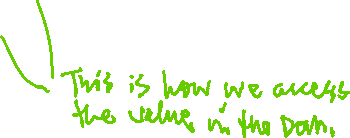 This is how we access
the value in the Dom.